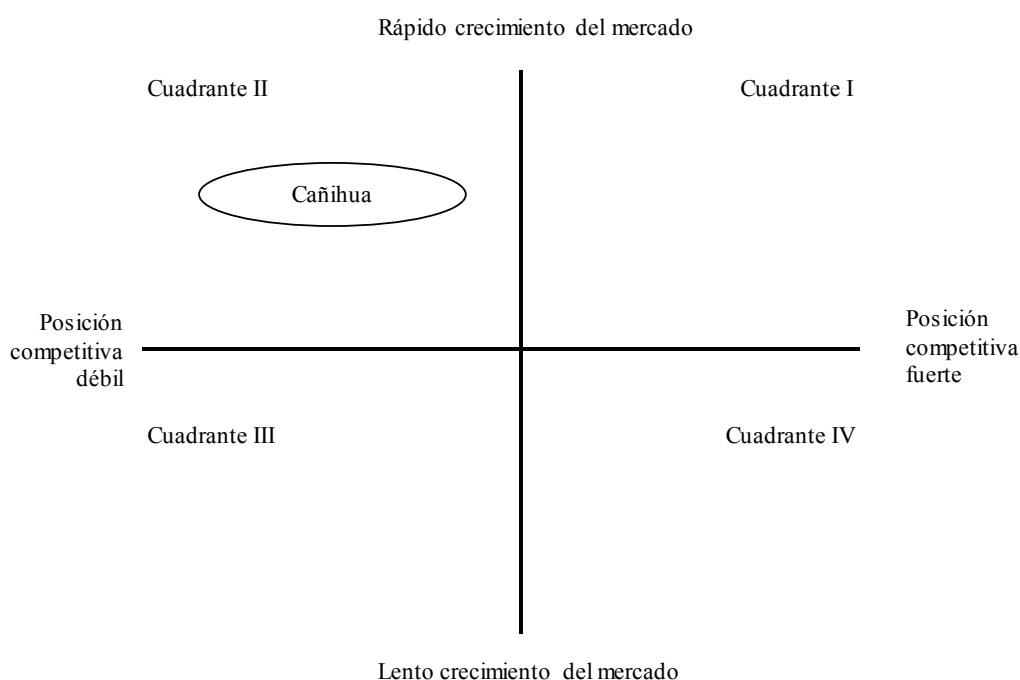 Rápido crecimiento del mercado
Cuadrante II
Cuadrante I
Cañihua
Posición
competitiva
débil
Posición
competitiva
fuerte
Cuadrante III
Cuadrante IV
Lento crecimiento del mercado